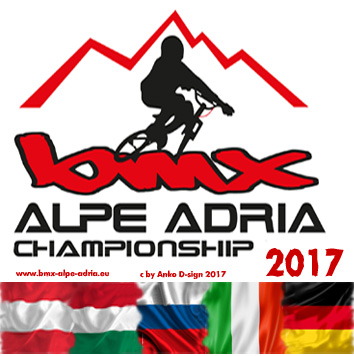 bmx
ALPE ADRIA
CHAMPIONSHIP
2017
www.bmx-alpe-adria.eu
c by Anko D-sign 2017